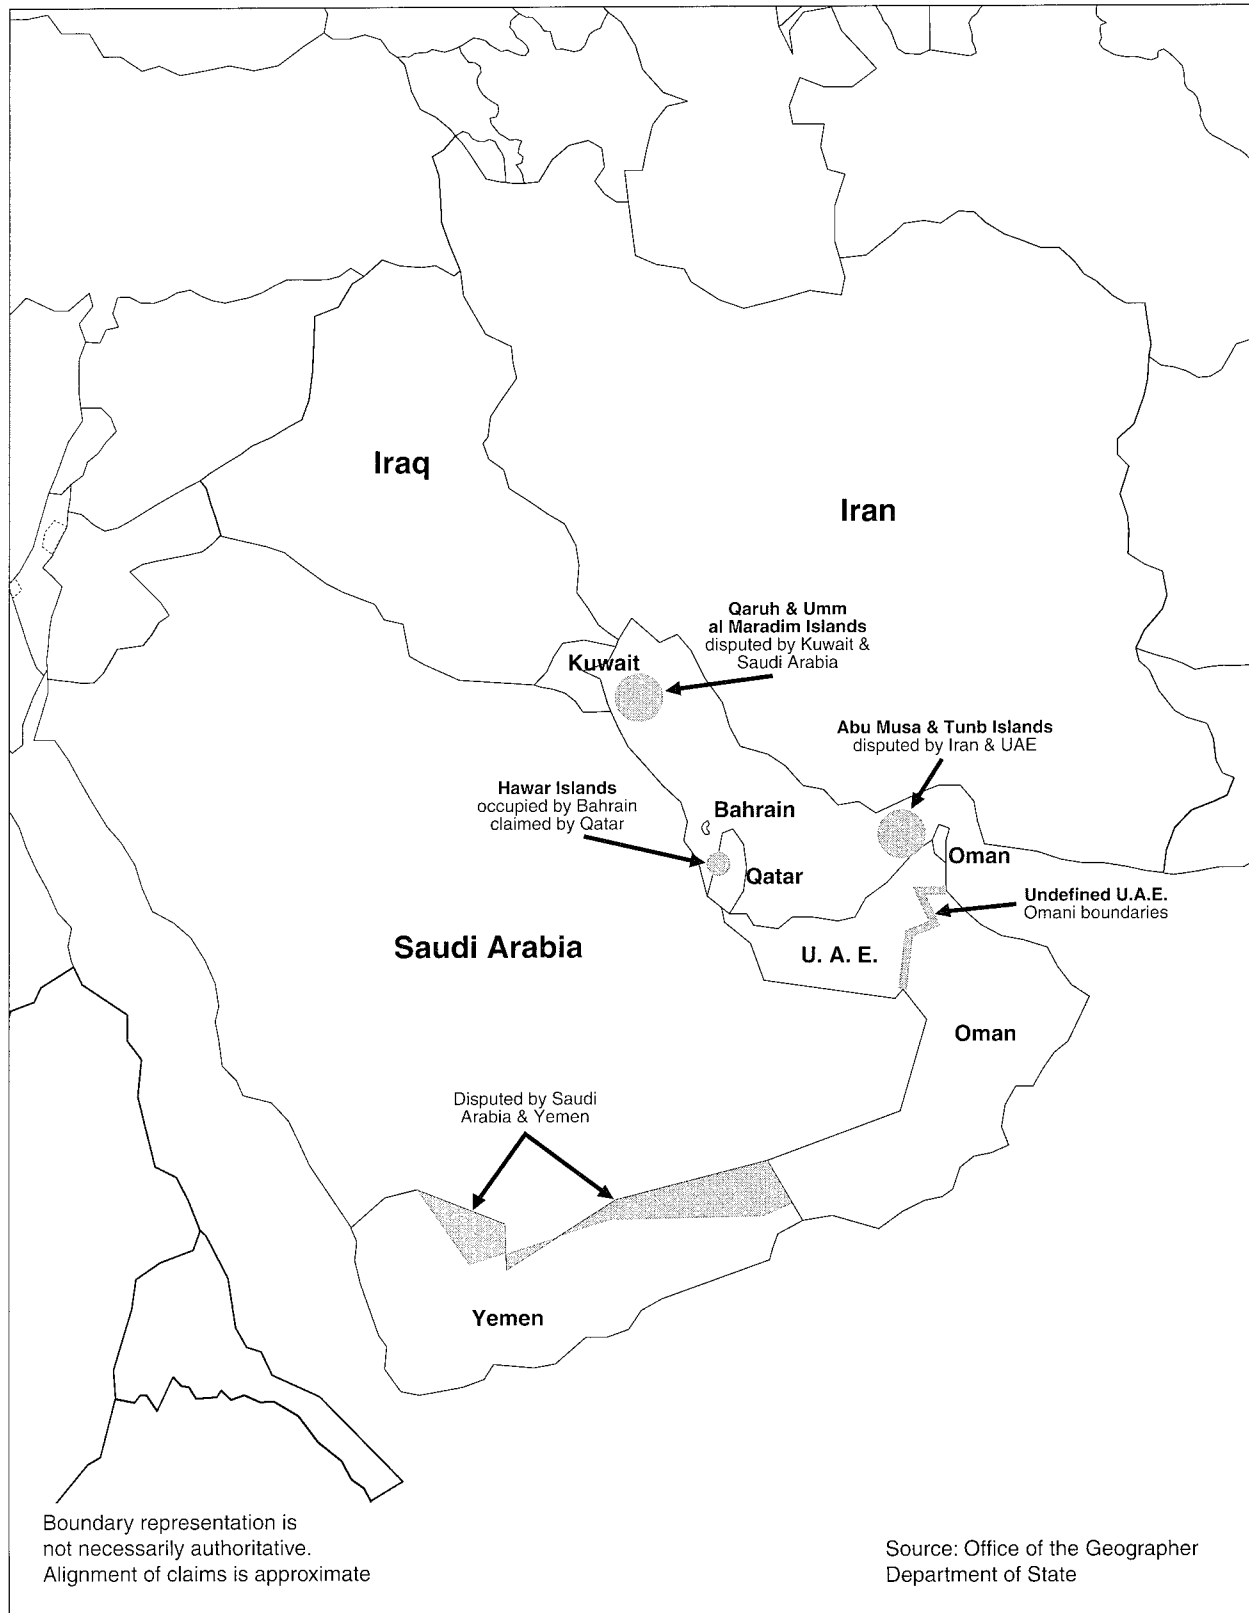 Iraq
Iran
Qaruh & Umm
al Maradim Islands
disputed by Kuwait &
Saudi Arabia
Kuwait
Abu Musa & Tunb Islands
disputed by Iran & UAE
Hawar Islands
occupied by Bahrain
claimed by Qatar
Bahrain
Qatar
Oman
Undefined U.A.E.
Omani boundaries
Saudi Arabia
U. A. E.
Oman
Disputed by Saudi
Arabia & Yemen
Yemen
Boundary representation is
not necessarily authoritative.
Alignment of claims is approximate
Source: Office of the Geographer
Department of State